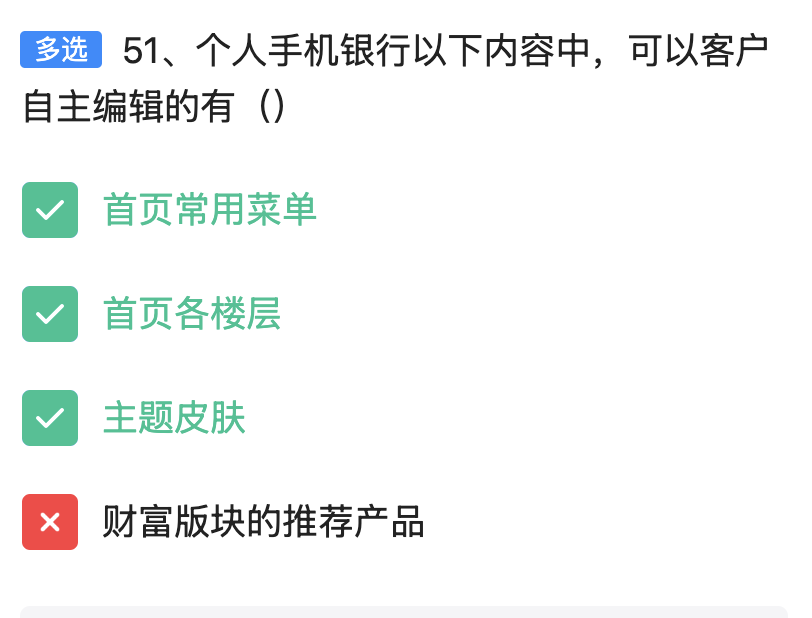 多选 51、个人手机银行以下内容中，可以客户
自主编辑的有（）
首页常用菜单
首页各楼层
主题皮肤
财富版块的推荐产品